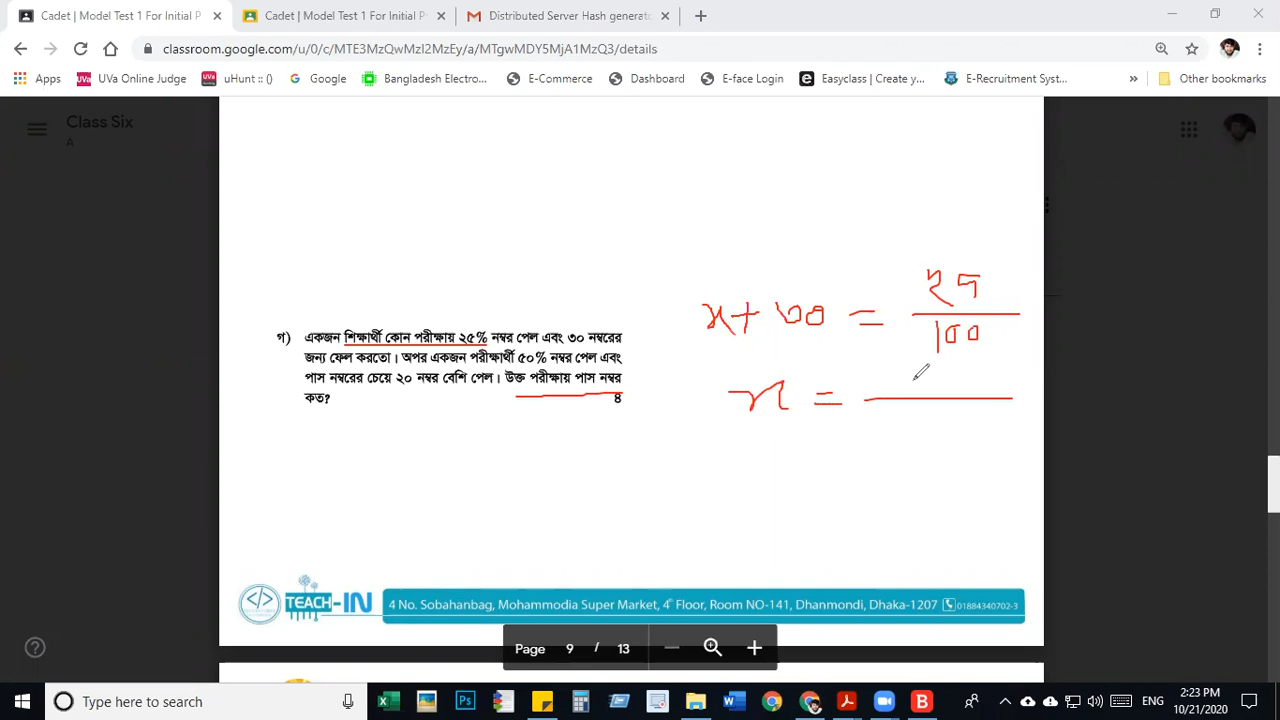 Cadet | Model Test 1 For Initial P
Cadet | Model Test 1 For Initial P
Distributed Server Hash generato
classroom.google.com/u/0/c/MTE3MzQwMzI2MzEy/a/MTgwMDY5MjA1MzQ3/details
Apps UVa Online Judge uHunt :: () Google Bangladesh Electro... E-Commerce Dashboard E-face Login Easyclass | Create y... E-Recruitment Syst... » Other bookmarks
Class Six
A
গ) একজন শিক্ষার্থী কোন পরীক্ষায় ২৫% নম্বর পেল এবং ৩০ নম্বরের
জন্য ফেল করতো। অপর একজন পরীক্ষার্থী ৫০% নম্বর পেল এবং
পাস নম্বরের চেয়ে ২০ নম্বর বেশি পেল। উক্ত পরীক্ষায় পাস নম্বর
কত? ৪
২৫
x + ৩০ =
100
x =
TEACH-IN
4 No. Sobahanbag, Mohammodia Super Market, 4th Floor, Room NO-141, Dhanmondi, Dhaka-1207 01884340702-3
Page 9 / 13
Type here to search
2:23 PM
10/21/2020